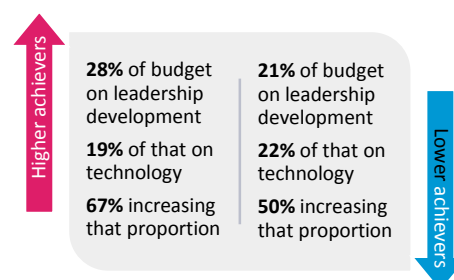 Higher achievers
28% of budget
on leadership
development
19% of that on
technology
67% increasing
that proportion
21% of budget
on leadership
development
22% of that on
technology
50% increasing
that proportion
Lower achievers